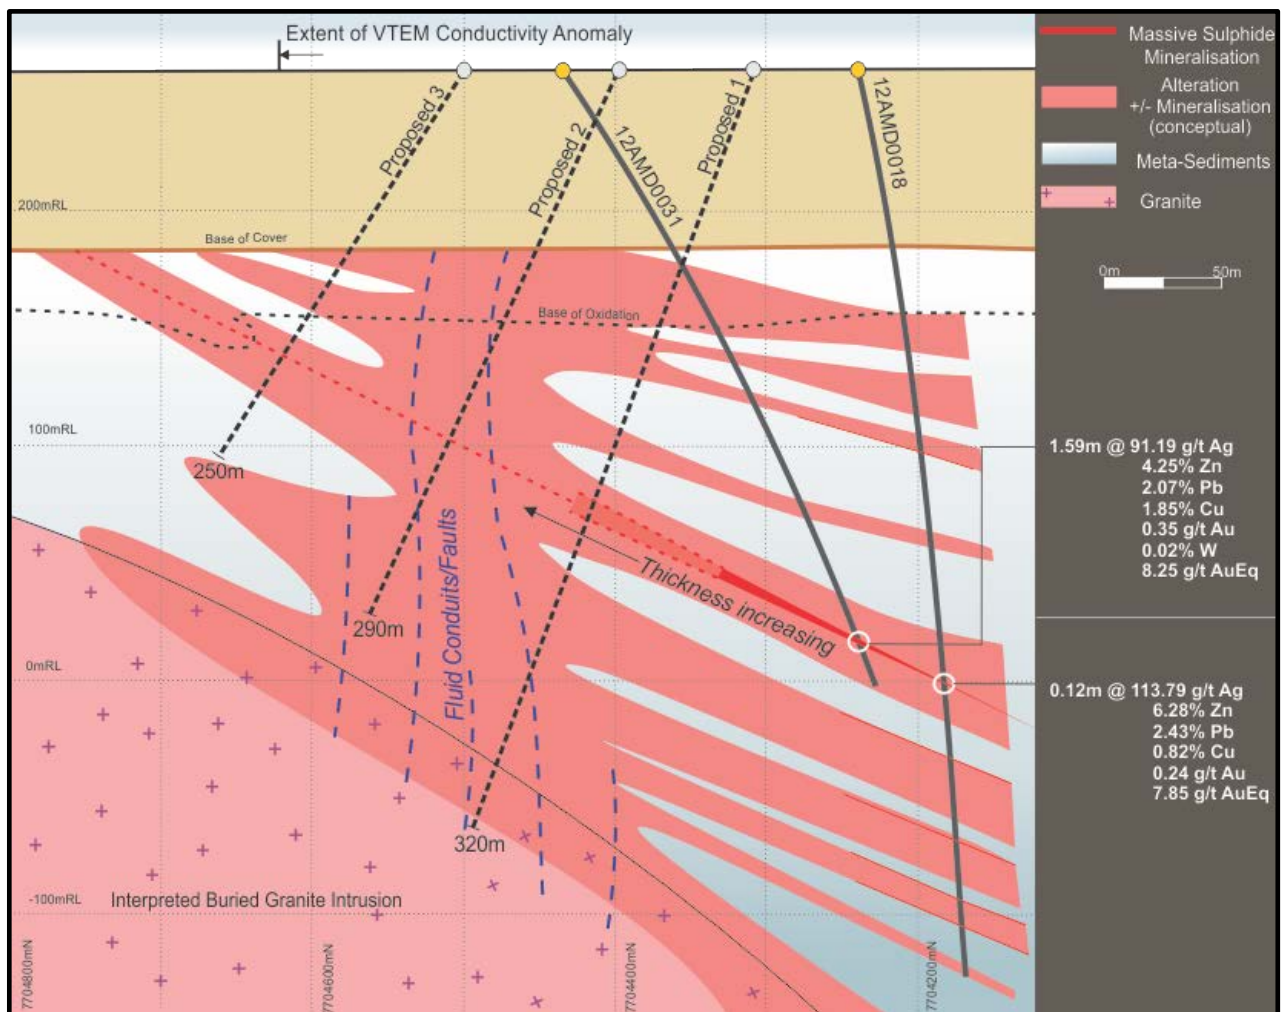 Extent of VTEM Conductivity Anomaly
Proposed 3
Proposed 2
12AMD0031
Proposed 1
12AMD0018
200mRL
Base of Cover
Base of Oxidation
100mRL
250m
290m
Fluid Conduits/Faults
Thickness increasing
0mRL
320m
-100mRL
Interpreted Buried Granite Intrusion
7704800mN
7704600mN
7704400mN
7704200mN
Massive Sulphide
Mineralisation
Alteration
+/- Mineralisation
(conceptual)
Meta-Sediments
Granite
0m 50m
1.59m @ 91.19 g/t Ag
4.25% Zn
2.07% Pb
1.85% Cu
0.35 g/t Au
0.02% W
8.25 g/t AuEq
0.12m @ 113.79 g/t Ag
6.28% Zn
2.43% Pb
0.82% Cu
0.24 g/t Au
7.85 g/t AuEq